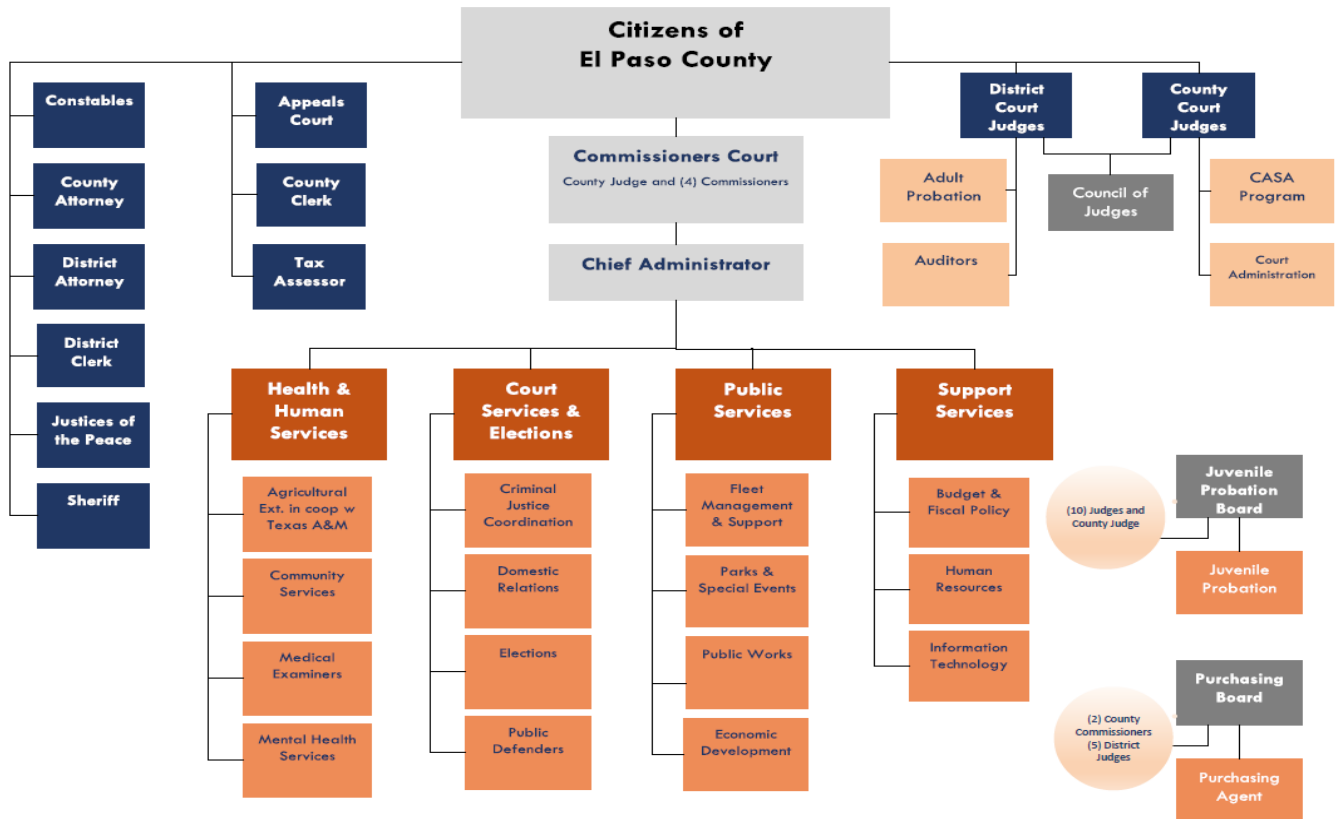 Citizens of
El Paso County
Constables
County
Attorney
District
Attorney
District
Clerk
Justices of
the Peace
Sheriff
Appeals
Court
County
Clerk
Tax
Assessor
Commissioners Court
County Judge and (4) Commissioners
Chief Administrator
District
Court
Judges
County
Court
Judges
Adult
Probation
Council of
Judges
CASA
Program
Auditors
Court
Administration
Health &
Human
Services
Agricultural
Ext. in coop w
Texas A&M
Community
Services
Medical
Examiners
Mental Health
Services
Court
Services &
Elections
Criminal
Justice
Coordination
Domestic
Relations
Elections
Public
Defenders
Public
Services
Fleet
Management
& Support
Parks &
Special Events
Public Works
Economic
Development
Support
Services
Budget &
Fiscal Policy
Human
Resources
Information
Technology
(10) Judges and
County Judge
Juvenile
Probation
Board
Juvenile
Probation
(2) County
Commissioners
(5) District
Judges
Purchasing
Board
Purchasing
Agent